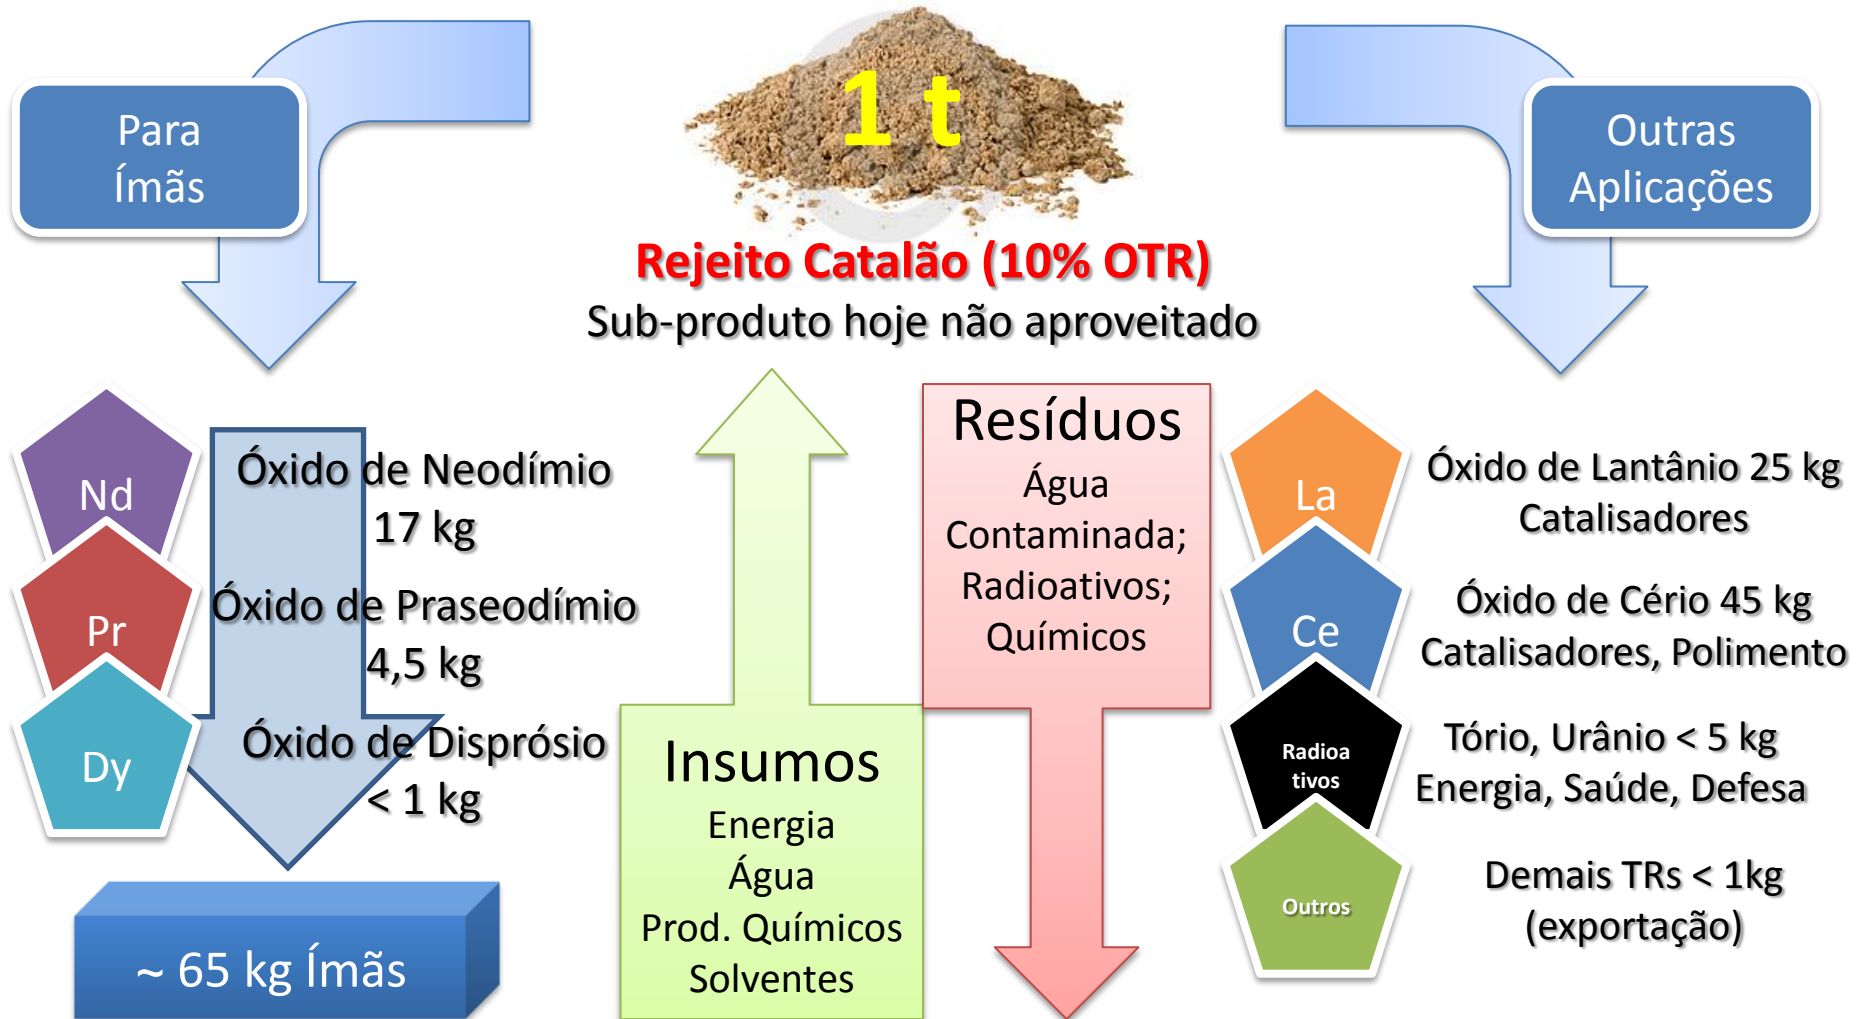 1 t
Para
Ímãs
Outras
Aplicações
Rejeito Catalão (10% OTR)
Sub-produto hoje não aproveitado
Nd
Óxido de Neodímio
17 kg
Pr
Óxido de Praseodímio
4,5 kg
Dy
Óxido de Disprósio
< 1 kg
~ 65 kg Ímãs
Insumos
Energia
Água
Prod. Químicos
Solventes
Resíduos
Água
Contaminada;
Radioativos;
Químicos
La
Óxido de Lantânio 25 kg
Catalisadores
Ce
Óxido de Cério 45 kg
Catalisadores, Polimento
Radioa
tivos
Tório, Urânio < 5 kg
Energia, Saúde, Defesa
Outros
Demais TRs < 1kg
(exportação)